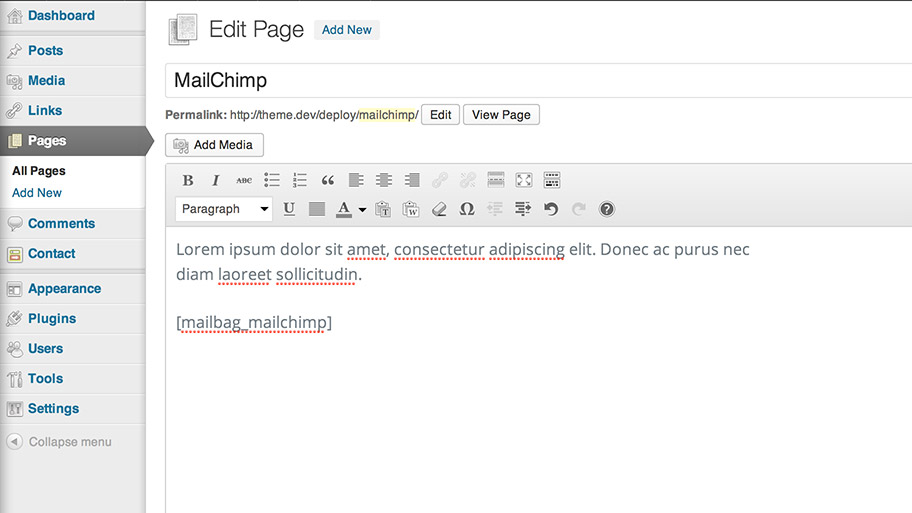 Dashboard
Posts
Media
Links
Pages
All Pages
Add New
Comments
Contact
Appearance
Plugins
Users
Tools
Settings
Collapse menu
Edit Page Add New
MailChimp
Permalink: http://theme.dev/deploy/mailchimp/ Edit View Page
Add Media
B I ABC
Paragraph U A T W Ω ?
Lorem ipsum dolor sit amet, consectetur adipiscing elit. Donec ac purus nec
diam laoreet sollicitudin.
[mailbag_mailchimp]